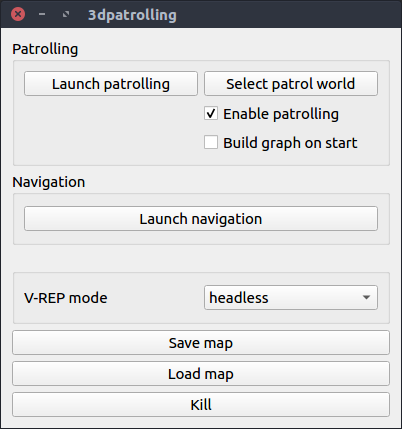 3dpatrolling
Patrolling
Launch patrolling Select patrol world
Enable patrolling
Build graph on start
Navigation
Launch navigation
V-REP mode headless
Save map
Load map
Kill